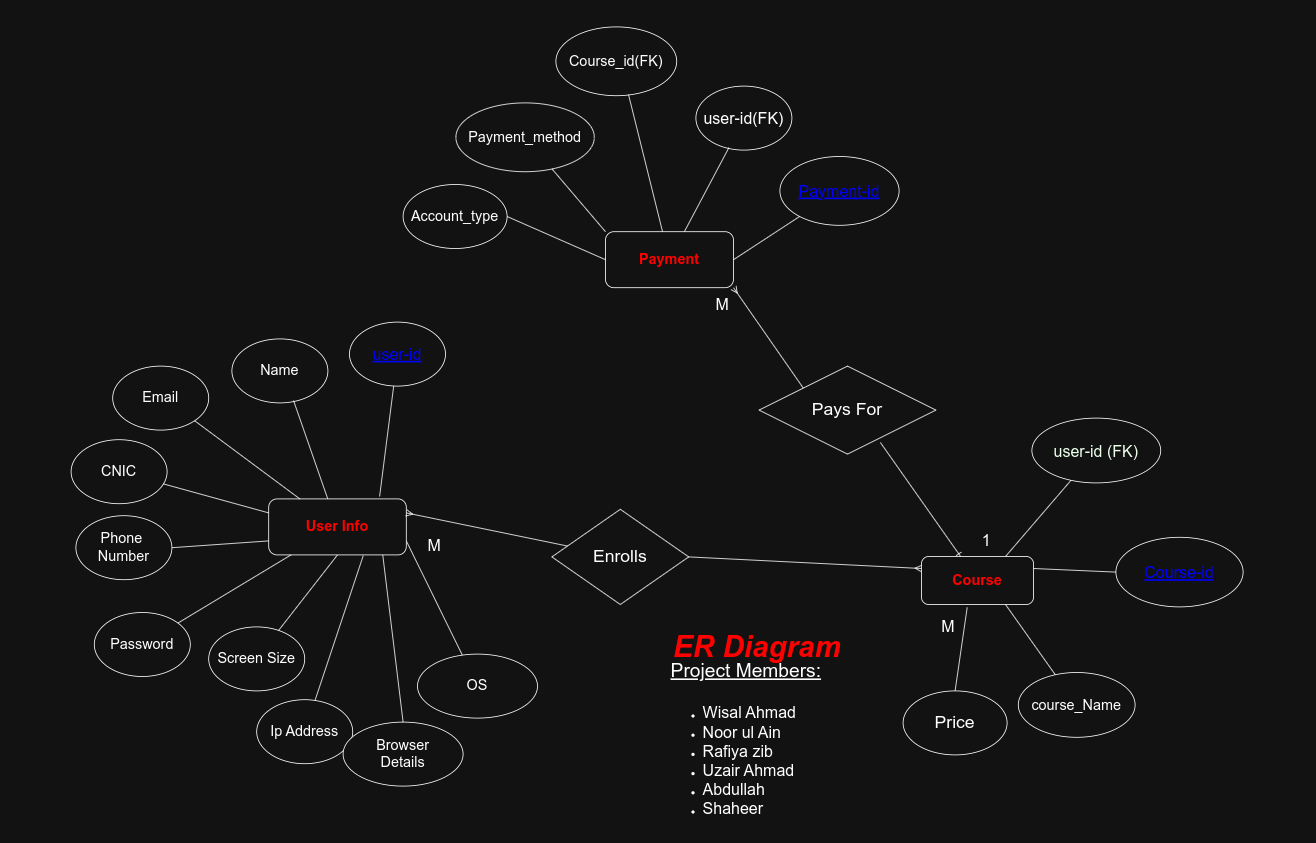 Course_id(FK)
user-id(FK)
Payment_method
Payment-id
Account_type
Payment
M
user-id
Name
Email
Pays For
CNIC
user-id (FK)
User Info
Phone
Number
M
Enrolls
1
Course-id
Course
M
Password
Screen Size
OS
Ip Address
Browser
Details
ER Diagram
Project Members:
Wisal Ahmad
Noor ul Ain
Rafiya zib
Uzair Ahmad
Abdullah
Shaheer
Price
course_Name